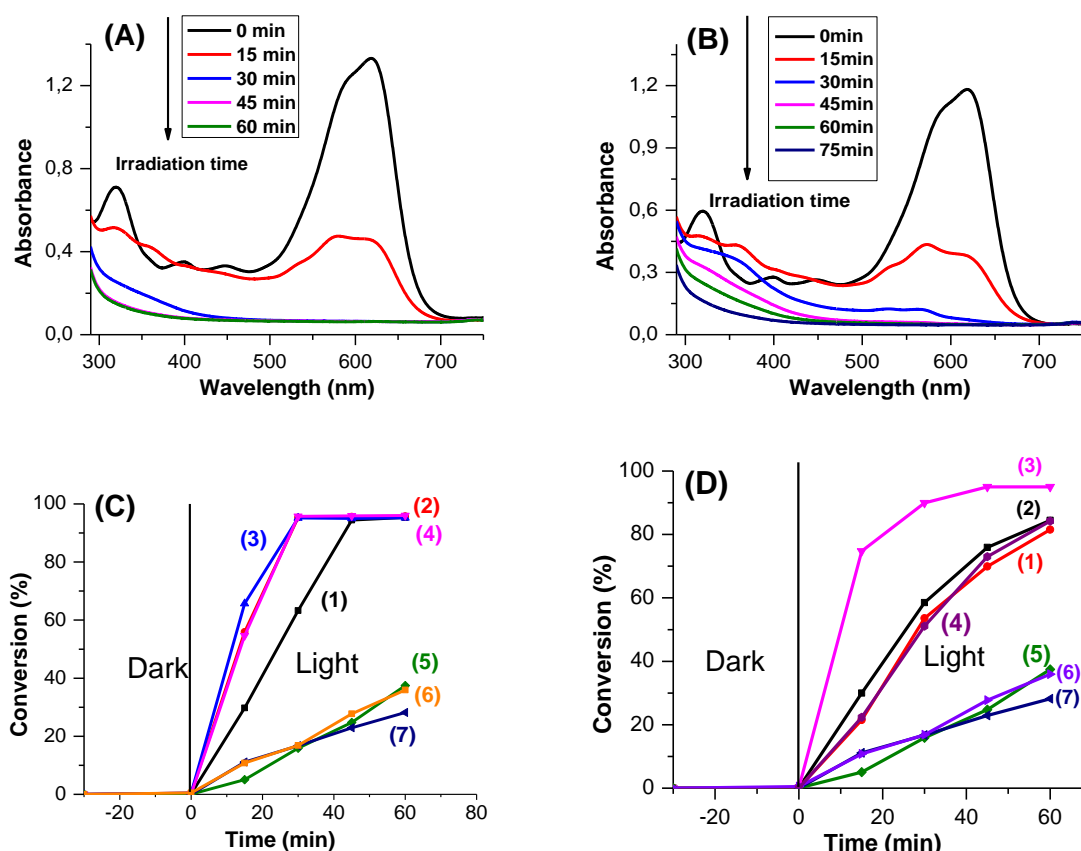 (A)
0 min
15 min
30 min
45 min
60 min
Irradiation time
Absorbance
1,2
0,8
0,4
0,0
300 400 500 600 700
Wavelength (nm)
(B)
0min
15min
30min
45min
60min
75min
Irradiation time
Absorbance
1,5
1,2
0,9
0,6
0,3
0,0
300 400 500 600 700
Wavelength (nm)
(C)
(2)
(3)
(4)
(1)
Dark
Light
(5)
(6)
(7)
Conversion (%)
100
80
60
40
20
0
-20 0 20 40 60 80
Time (min)
(D)
(3)
(2)
(1)
(4)
Dark
Light
(5)
(6)
(7)
Conversion (%)
100
80
60
40
20
0
-20 0 20 40 60
Time (min)